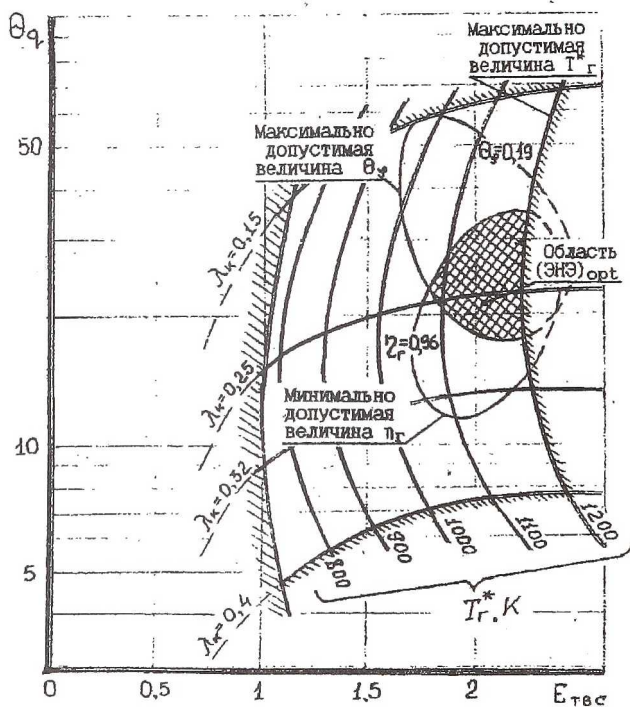 Θq
Максимально
допустимая
величина T*г
50
Максимально
допустимая
величина Θу
Θу=0,19
λк=0,15
Область
(ЭНЭ)opt
ηг=0,96
λк=0,25
Минимально
допустимая
величина ηг
10
λк=0,32
5
800
900
1000
1100
1200
λк=0,4
Tг*.К
0
0,5
1
1,5
2
Eтвс